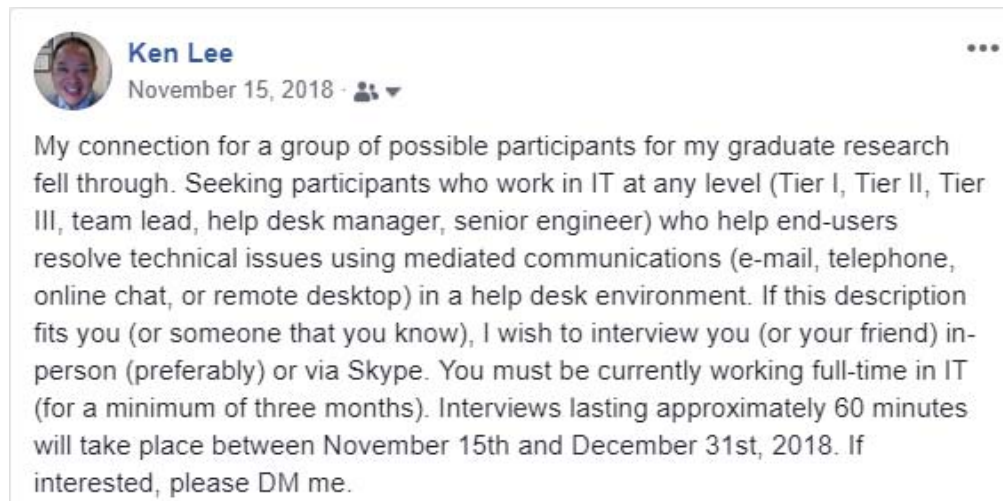 Ken Lee
November 15, 2018 ·
My connection for a group of possible participants for my graduate research
fell through. Seeking participants who work in IT at any level (Tier I, Tier II, Tier
III, team lead, help desk manager, senior engineer) who help end-users
resolve technical issues using mediated communications (e-mail, telephone,
online chat, or remote desktop) in a help desk environment. If this description
fits you (or someone that you know), I wish to interview you (or your friend) in-
person (preferably) or via Skype. You must be currently working full-time in IT
(for a minimum of three months). Interviews lasting approximately 60 minutes
will take place between November 15th and December 31st, 2018. If
interested, please DM me.